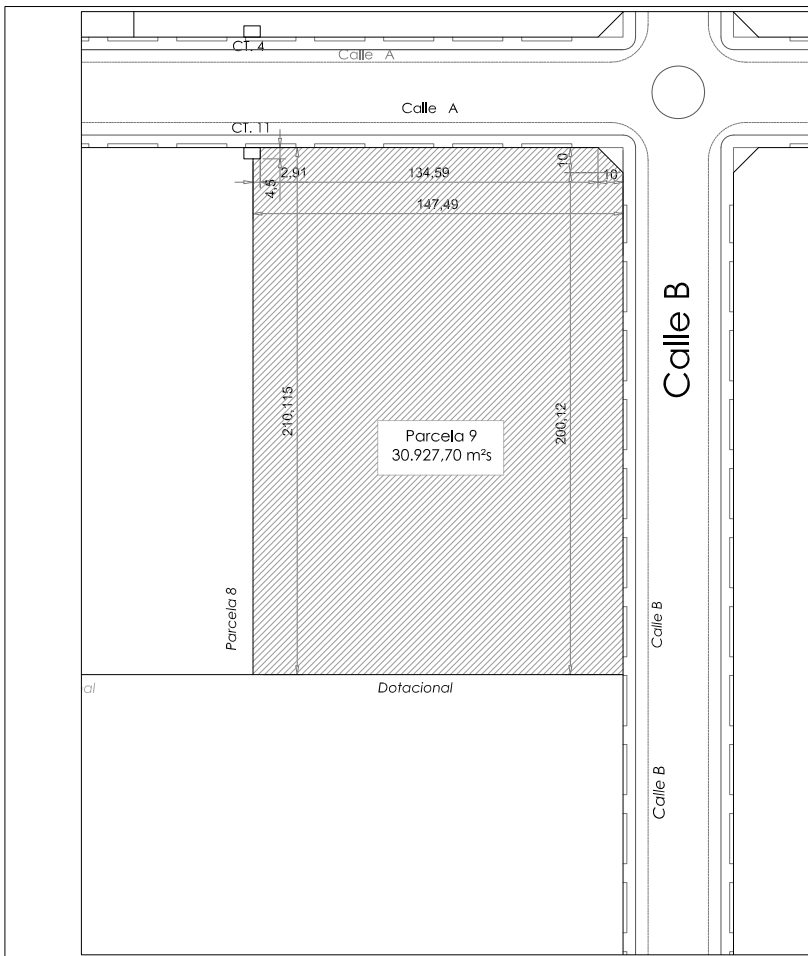 CT. 4
Calle A
Calle A
CT. 11
10
2.91
134,59
10
4,5
147,49
Calle B
210,115
200,12
Parcela 9
30.927,70 m²s
Parcela 8
Calle B
al
Dotacional
Calle B